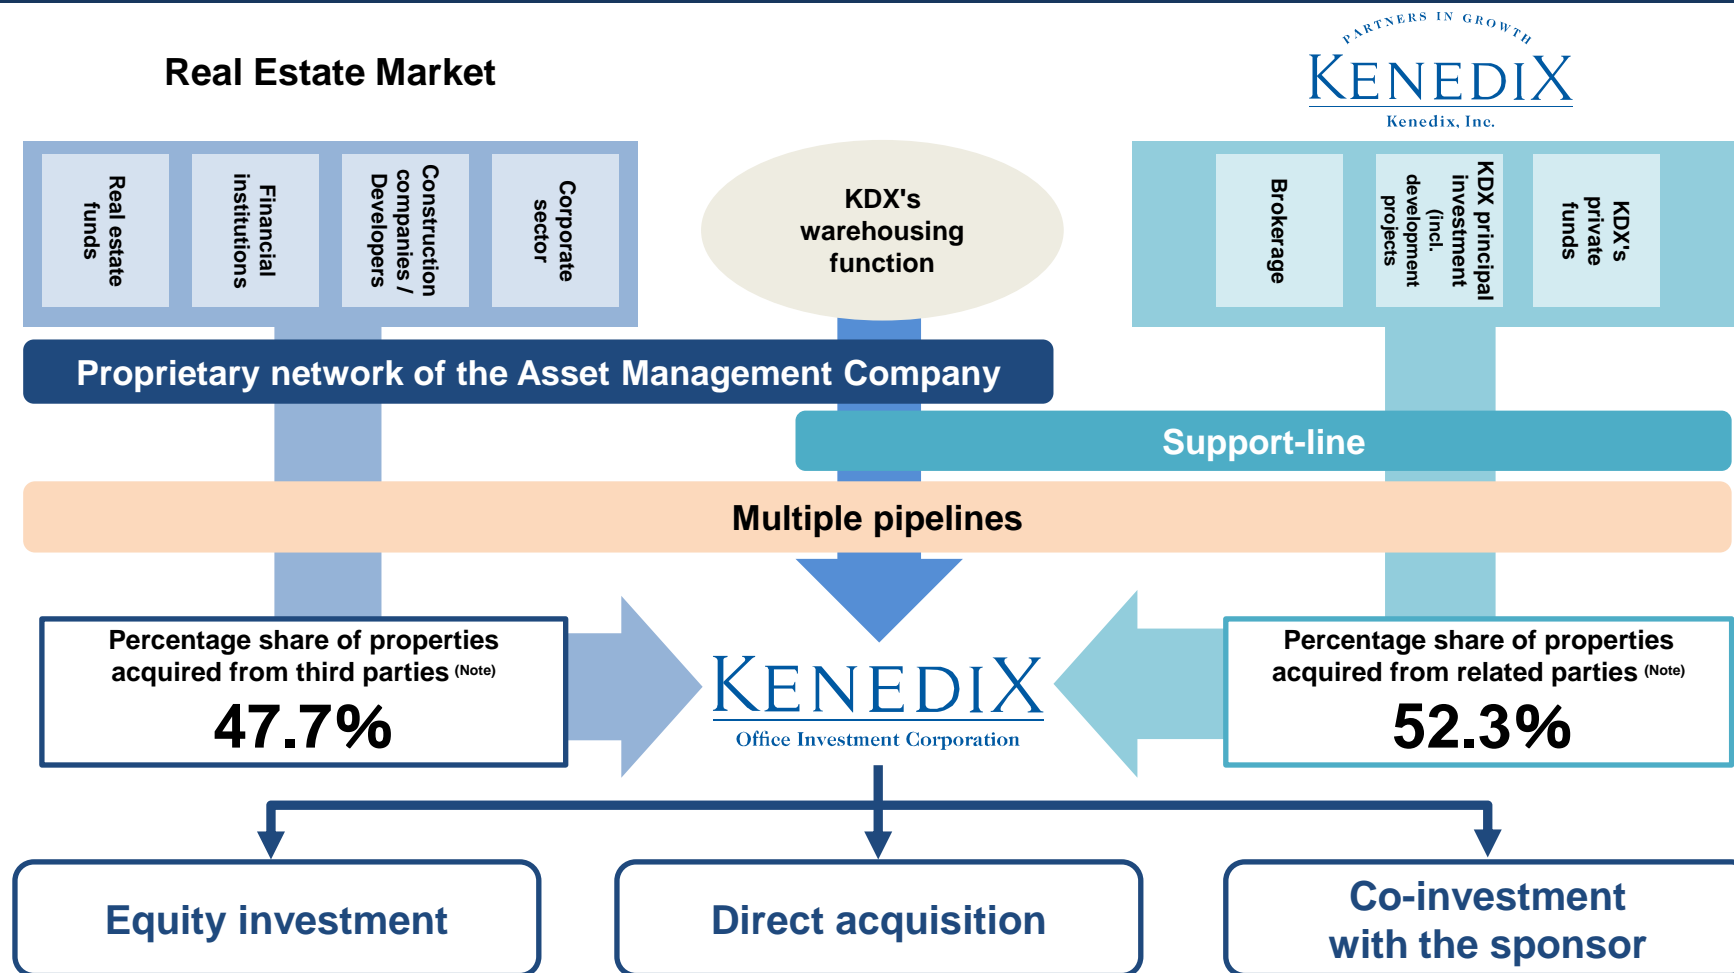 PARTNERS IN GROWTH
KENEDIX
Kenedix, Inc.
Real Estate Market
Real estate
funds
Financial
institutions
Construction
companies /
Developers
Corporate
sector
KDX's
warehousing
function
Brokerage
KDX principal
investment
(incl.
development
projects
KDX's
private
funds
Proprietary network of the Asset Management Company
Support-line
Multiple pipelines
Percentage share of properties
acquired from third parties (Note)
47.7%
KENEDIX
Office Investment Corporation
Percentage share of properties
acquired from related parties (Note)
52.3%
Equity investment
Direct acquisition
Co-investment
with the sponsor